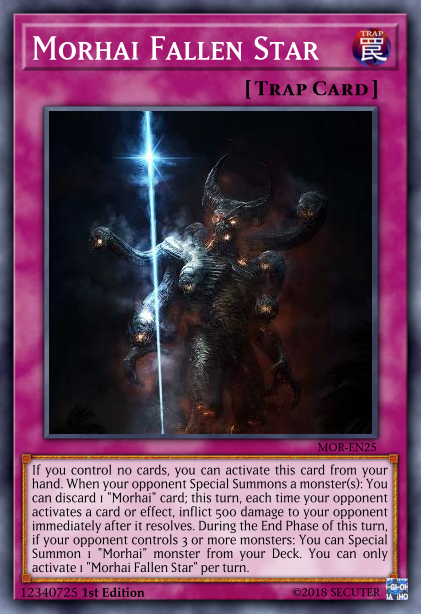 Morhai Fallen Star
TRAP
罠
[Trap Card]
MOR-EN25
If you control no cards, you can activate this card from your
hand. When your opponent Special Summons a monster(s): You
can discard 1 "Morhai" card; this turn, each time your opponent
activates a card or effect, inflict 500 damage to your opponent
immediately after it resolves. During the End Phase of this turn,
if your opponent controls 3 or more monsters: You can Special
Summon 1 "Morhai" monster from your Deck. You can only
activate 1 "Morhai Fallen Star" per turn.
12340725 1st Edition
©2018 SECUTER